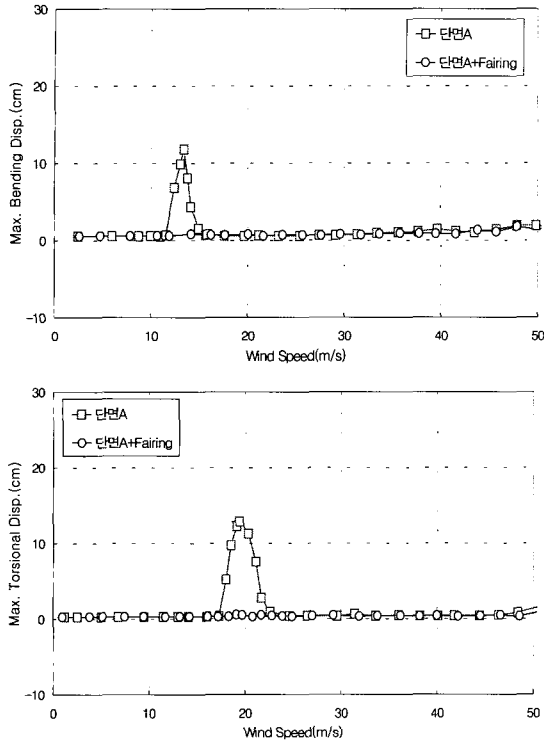 30
20
10
0
-10
Max. Bending Disp.(cm)
단면A
단면A+Fairing
0 10 20 30 40 50
Wind Speed(m/s)
30
20
10
0
-10
Max. Torsional Disp.(cm)
단면A
단면A+Fairing
0 10 20 30 40 50
Wind Speed(m/s)